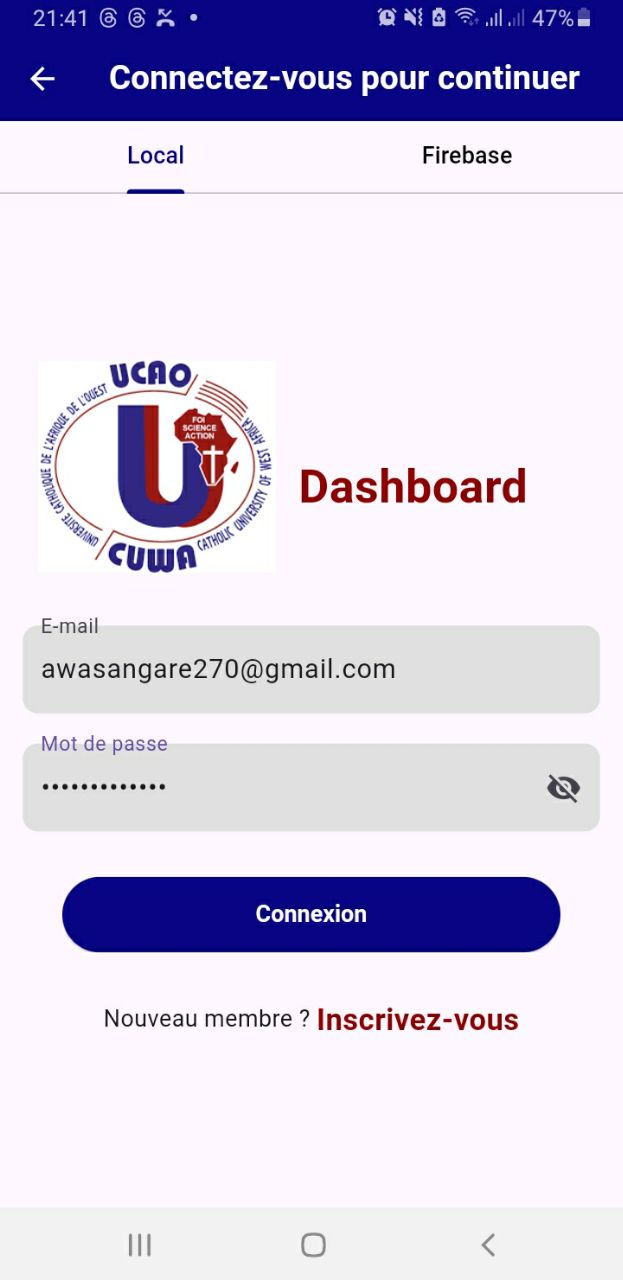 21:41 47%
Connectez-vous pour continuer
Local Firebase
UCAO
UNIVERSITE CATHOLIQUE DE L'AFRIQUE DE L'OUEST
FOI
SCIENCE
ACTION
CATHOLIC UNIVERSITY OF WEST AFRICA
CUWA
Dashboard
E-mail
awasangare270@gmail.com
Mot de passe
•••••••••••••
Connexion
Nouveau membre ? Inscrivez-vous